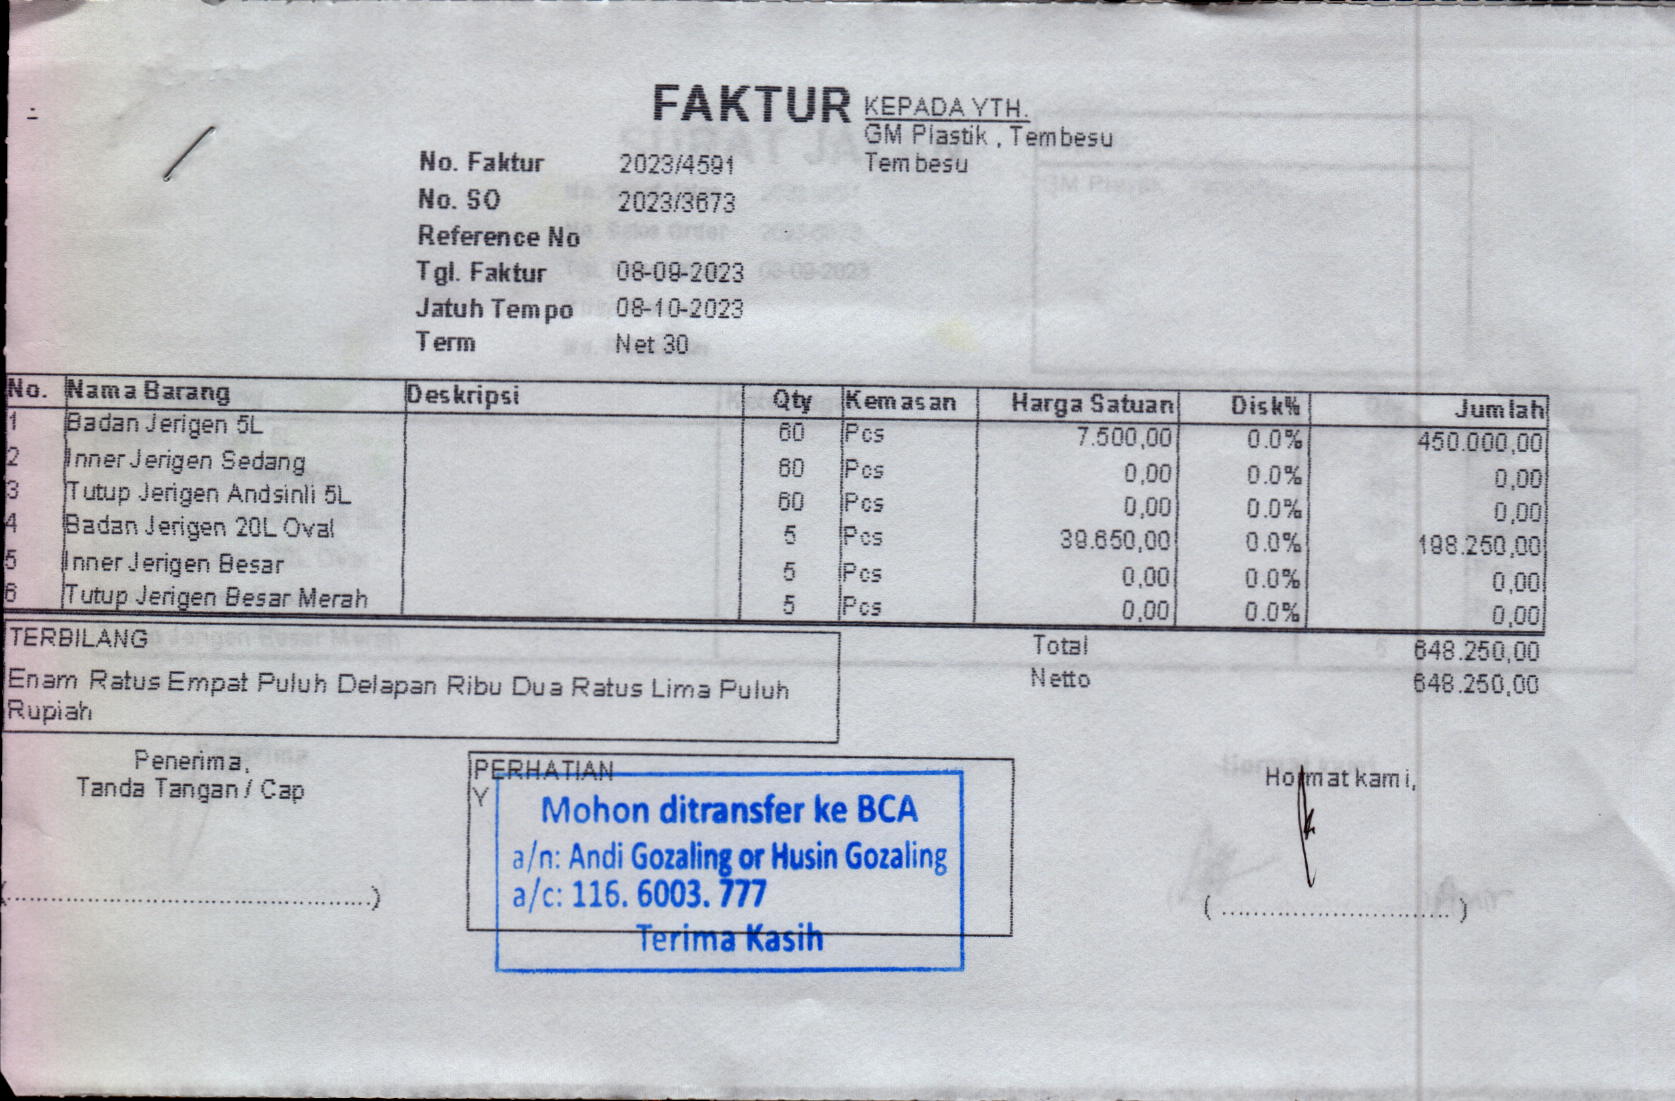 FAKTUR
KEPADA YTH.
GM Plastik , Tembesu
Tembesu
No. Faktur 2023/4591
No. SO 2023/3673
Reference No
Tgl. Faktur 08-09-2023
Jatuh Tempo 08-10-2023
Term Net 30
No. Nama Barang Deskripsi Qty Kemasan Harga Satuan Disk% Jumlah
1 Badan Jerigen 5L 60 Pcs 7.500,00 0.0% 450.000,00
2 Inner Jerigen Sedang 60 Pcs 0,00 0.0% 0,00
3 Tutup Jerigen Andsinli 5L 60 Pcs 0,00 0.0% 0,00
4 Badan Jerigen 20L Oval 5 Pcs 39.650,00 0.0% 198.250,00
5 Inner Jerigen Besar 5 Pcs 0,00 0.0% 0,00
6 Tutup Jerigen Besar Merah 5 Pcs 0,00 0.0% 0,00
TERBILANG
Enam Ratus Empat Puluh Delapan Ribu Dua Ratus Lima Puluh
Rupiah
Total 648.250,00
Netto 648.250,00
Penerima,
Tanda Tangan / Cap
(..............................................)
PERHATIAN
Y
Mohon ditransfer ke BCA
a/n: Andi Gozaling or Husin Gozaling
a/c: 116. 6003. 777
Terima Kasih
Hormat kami,
( ............................. )